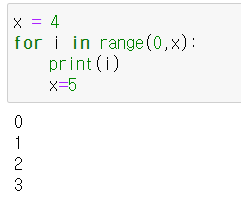 x = 4
for i in range(0,x):
    print(i)
    x=5
0
1
2
3